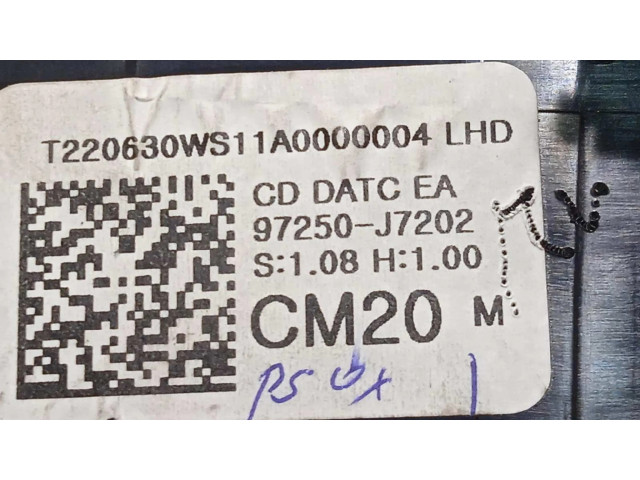 T220630WS11A0000004 LHD
CD DATC EA
97250-J7202
S:1.08 H:1.00
CM20 M